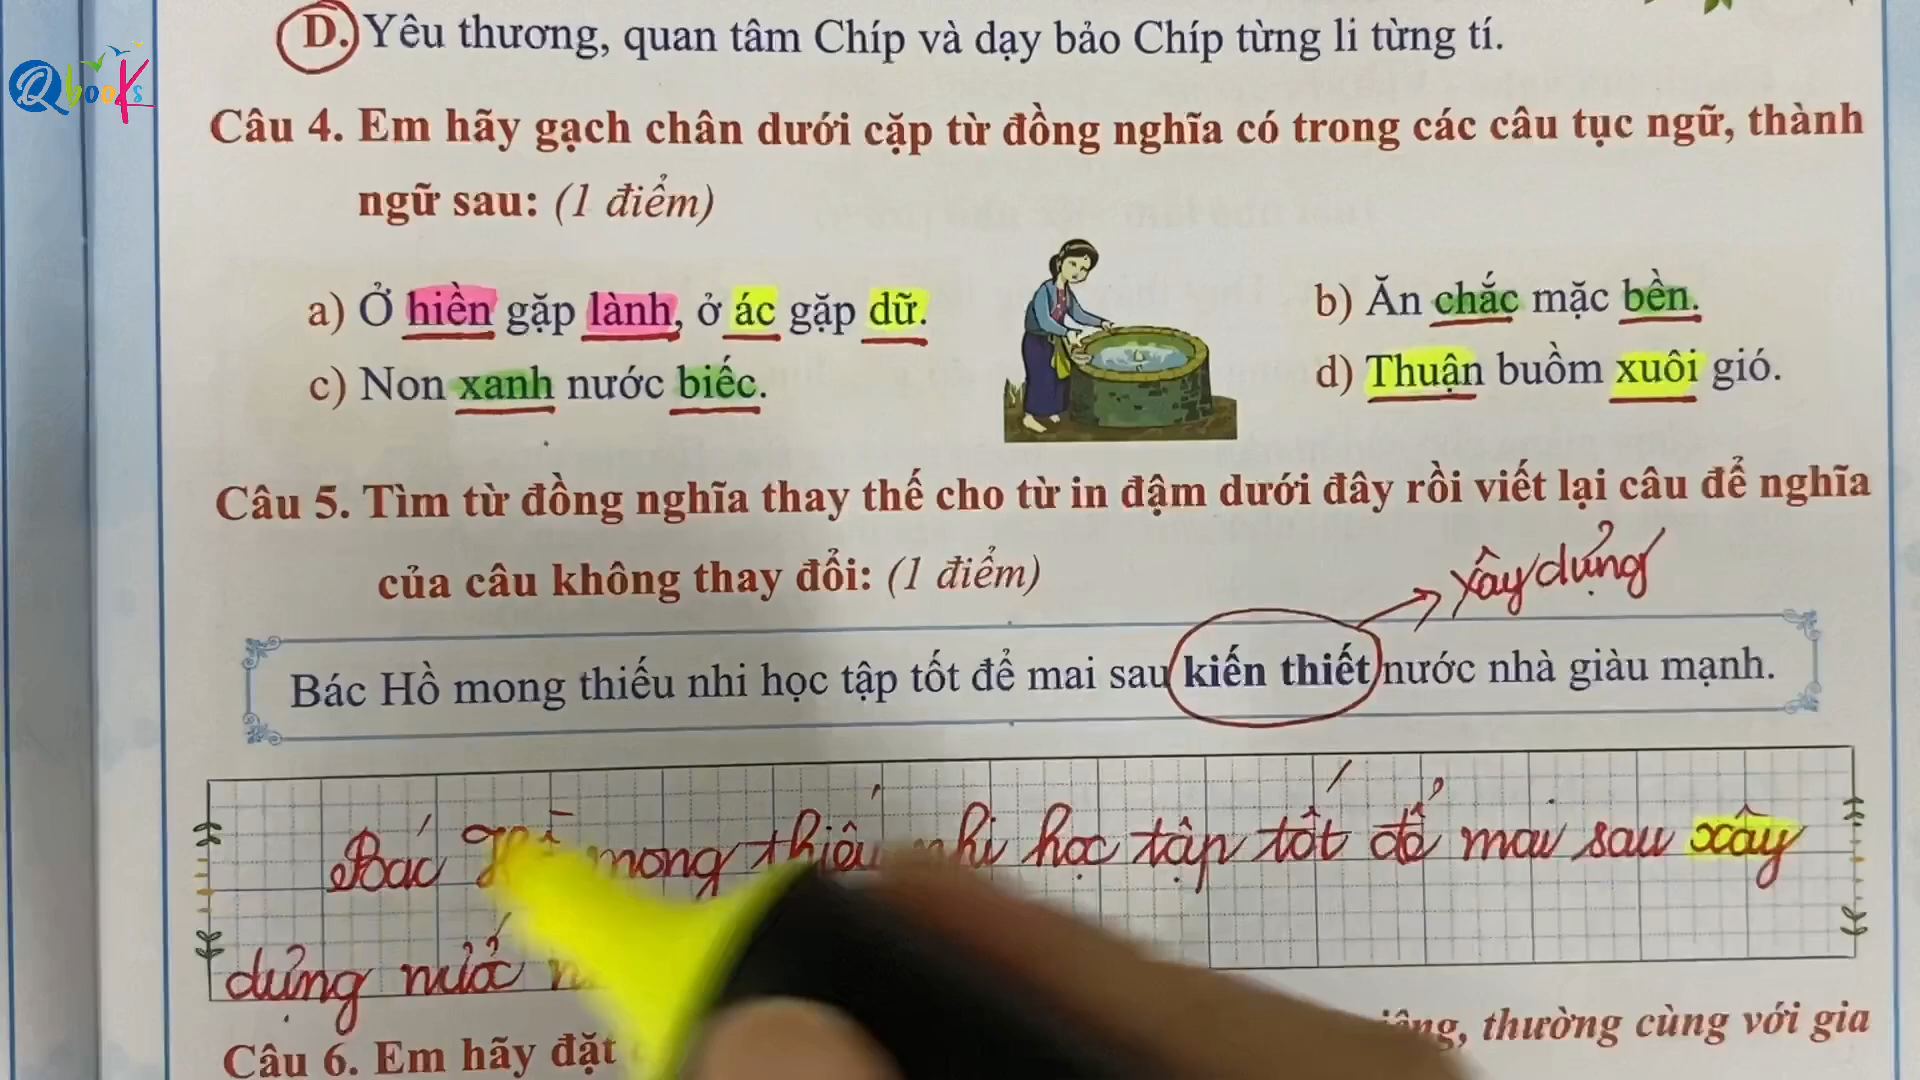 Qbooks
D. Yêu thương, quan tâm Chíp và dạy bảo Chíp từng li từng tí.
Câu 4. Em hãy gạch chân dưới cặp từ đồng nghĩa có trong các câu tục ngữ, thành
ngữ sau: (1 điểm)
a) Ở hiền gặp lành, ở ác gặp dữ.
b) Ăn chắc mặc bền.
c) Non xanh nước biếc.
d) Thuận buồm xuôi gió.
Câu 5. Tìm từ đồng nghĩa thay thế cho từ in đậm dưới đây rồi viết lại câu để nghĩa
của câu không thay đổi: (1 điểm)
xây dựng
Bác Hồ mong thiếu nhi học tập tốt để mai sau kiến thiết nước nhà giàu mạnh.
Bác Hồ mong thiếu nhi học tập tốt để mai sau xây
dựng nước
Câu 6. Em hãy đặt thường cùng với gia